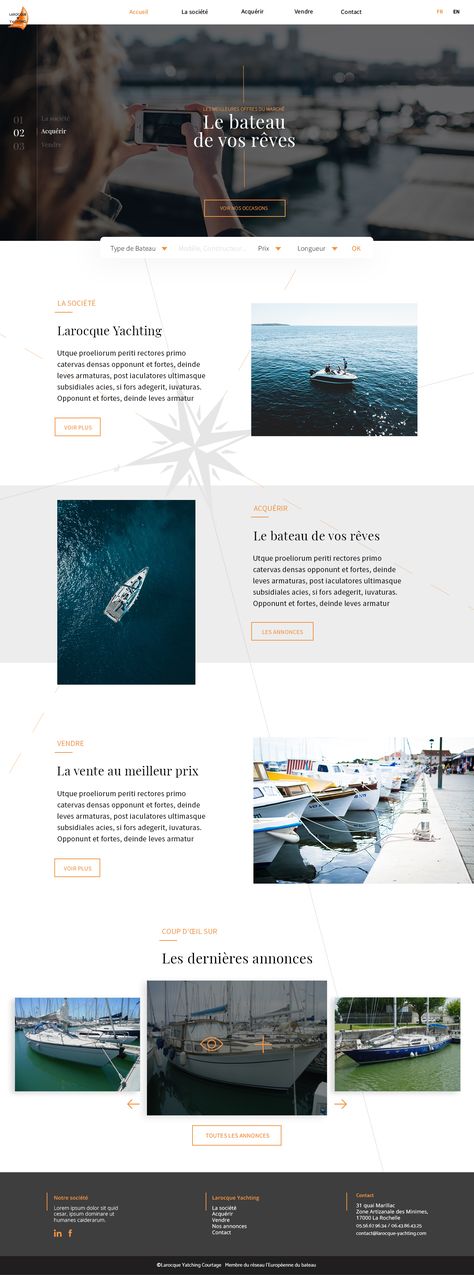 LAROCQUE
YATCHING
Accueil
La société
Acquérir
Vendre
Contact
FR
EN
01 La société
02 Acquérir
03 Vendre
LES MEILLEURES OFFRES DU MARCHÉ
Le bateau
de vos rêves
VOIR NOS OCCASIONS
Type de Bateau
Modèle, Constructeur...
Prix
Longueur
OK
LA SOCIÉTÉ
Larocque Yachting
Utque proeliorum periti rectores primo
catervas densas opponunt et fortes, deinde
leves armaturas, post iaculatores ultimasque
subsidiales acies, si fors adegerit, iuvaturas.
Opponunt et fortes, deinde leves armatur
VOIR PLUS
ACQUÉRIR
Le bateau de vos rêves
Utque proeliorum periti rectores primo
catervas densas opponunt et fortes, deinde
leves armaturas, post iaculatores ultimasque
subsidiales acies, si fors adegerit, iuvaturas.
Opponunt et fortes, deinde leves armatur
LES ANNONCES
VENDRE
La vente au meilleur prix
Utque proeliorum periti rectores primo
catervas densas opponunt et fortes, deinde
leves armaturas, post iaculatores ultimasque
subsidiales acies, si fors adegerit, iuvaturas.
Opponunt et fortes, deinde leves armatur
VOIR PLUS
COUP D'ŒIL SUR
Les dernières annonces
TOUTES LES ANNONCES
Notre société
Lorem ipsum dolor sit quid
cesar, ipsum dominare ut
humanes caiderarum.
in f
Larocque Yachting
La société
Acquérir
Vendre
Nos annonces
Contact
Contact
31 quai Marillac
Zone Artizanale des Minimes,
17000 La Rochelle
05.56.67.96.34 / 06.43.86.43.25
contact@larocque-yachting.com
©Larocque Yatching Courtage Membre du réseau l'Européenne du bateau